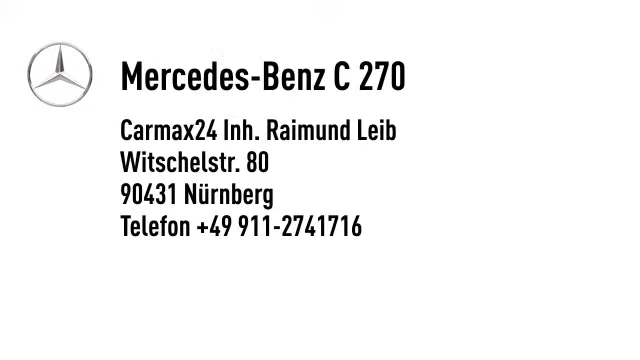 Mercedes-Benz C 270
Carmax24 Inh. Raimund Leib
Witschelstr. 80
90431 Nürnberg
Telefon +49 911-2741716